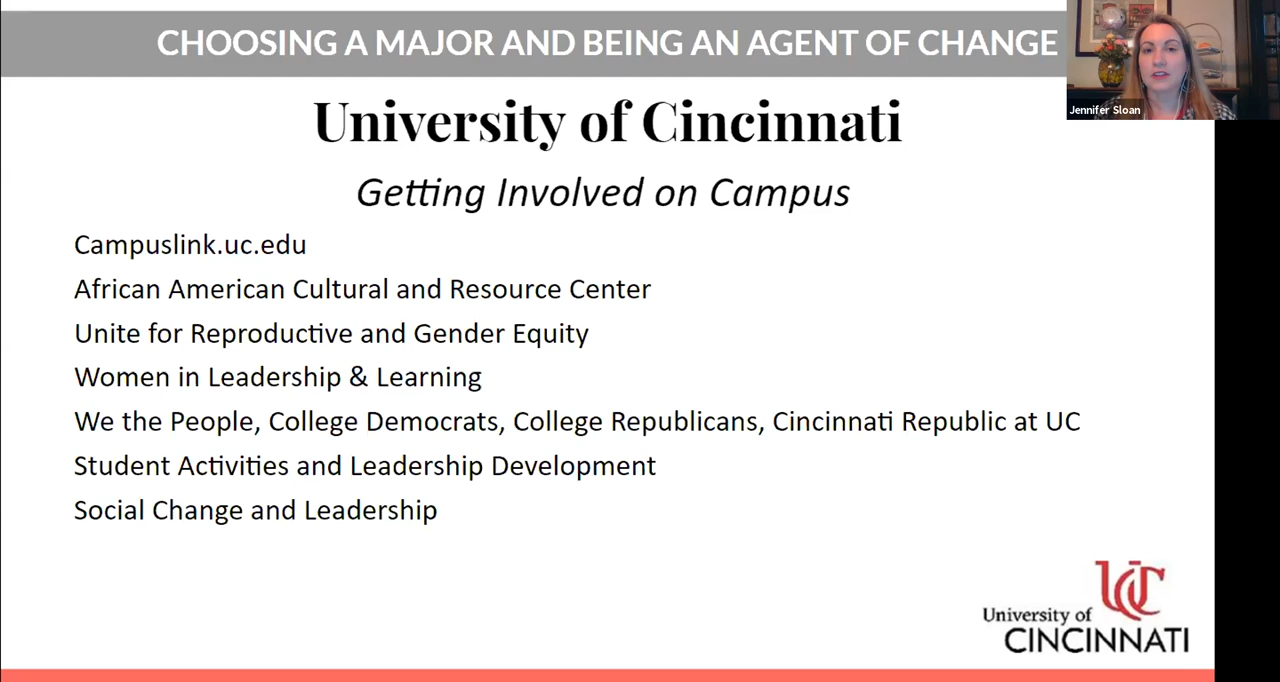 CHOOSING A MAJOR AND BEING AN AGENT OF CHANGE
Jennifer Sloan
University of Cincinnati
Getting Involved on Campus
Campuslink.uc.edu
African American Cultural and Resource Center
Unite for Reproductive and Gender Equity
Women in Leadership & Learning
We the People, College Democrats, College Republicans, Cincinnati Republic at UC
Student Activities and Leadership Development
Social Change and Leadership
UC
University of
CINCINNATI